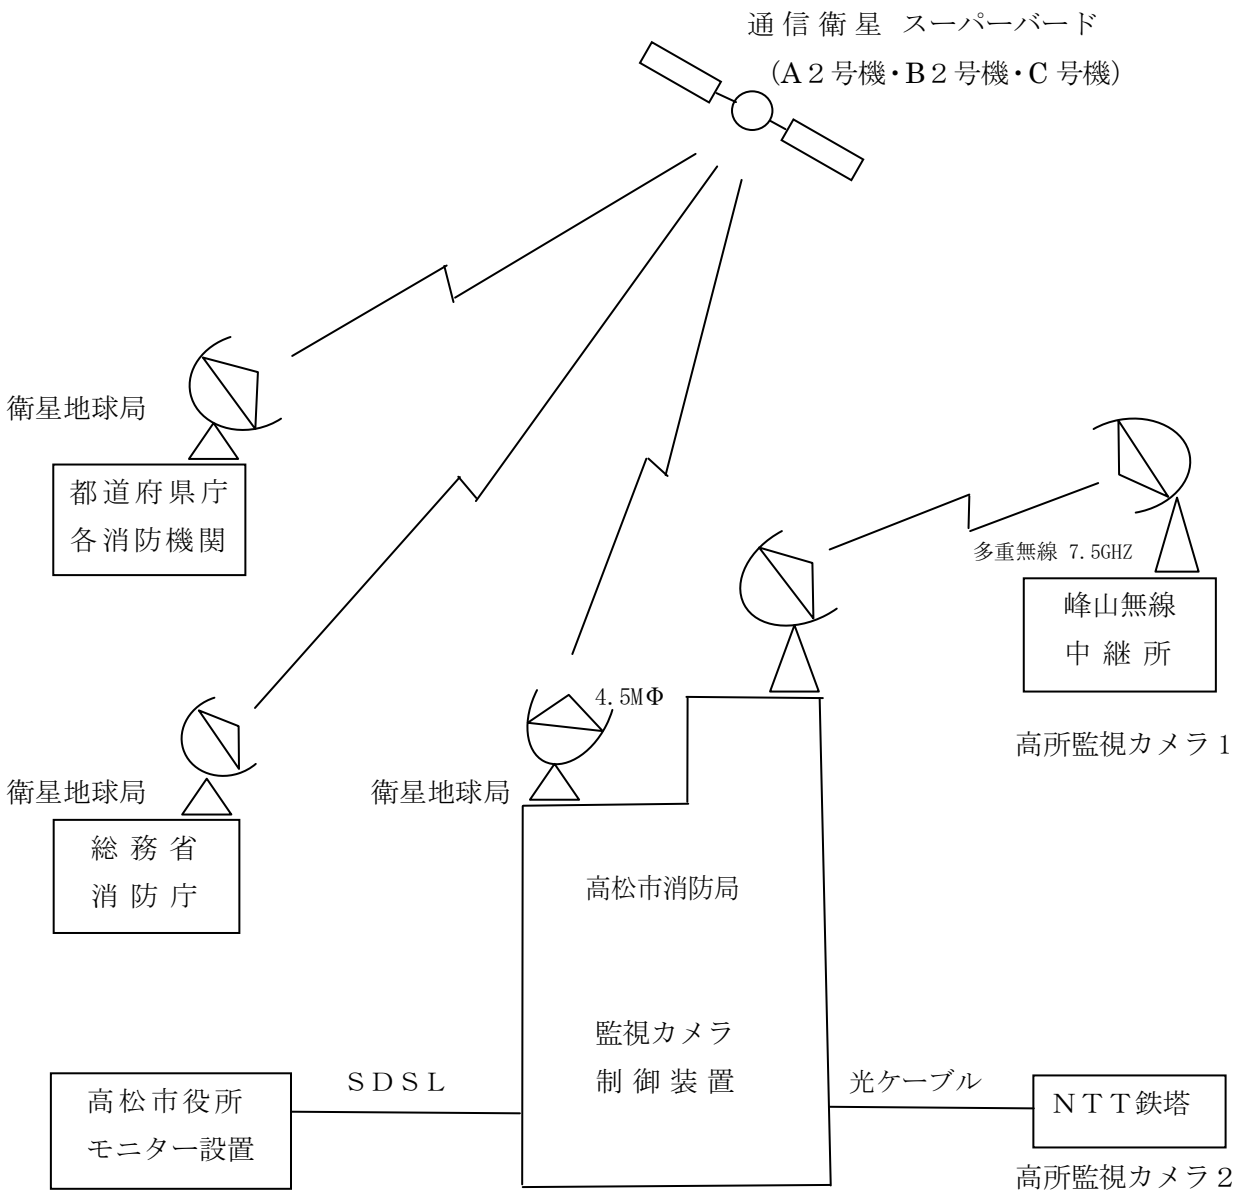 通信衛星 スーパーバード
(A２号機・B２号機・C 号機)
衛星地球局
都道府県庁
各消防機関
多重無線 7.5GHZ
峰山無線
中継所
高所監視カメラ１
4.5MΦ
衛星地球局
総務省
消防庁
衛星地球局
高松市消防局
監視カメラ
制御装置
ＳＤＳＬ
高松市役所
モニター設置
光ケーブル
ＮＴＴ鉄塔
高所監視カメラ２